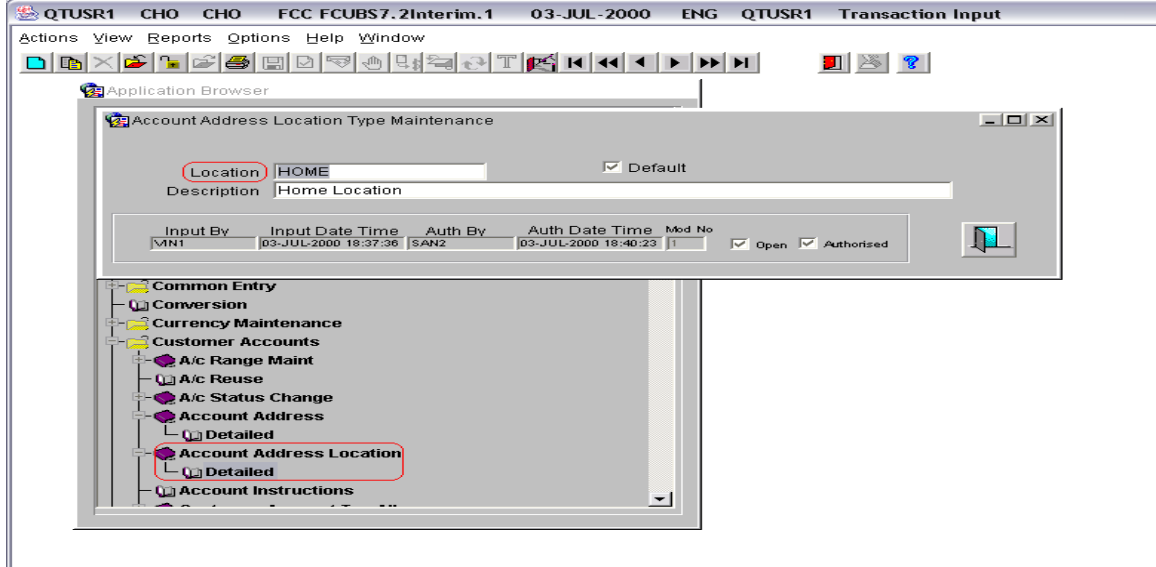 QTUSR1 CHO CHO FCC FCUBS7.2Interim.1 03-JUL-2000 ENG QTUSR1 Transaction Input
Actions View Reports Options Help Window
Application Browser
Account Address Location Type Maintenance
Location HOME Default
Description Home Location
Input By Input Date Time Auth By Auth Date Time Mod No
VIN1 03-JUL-2000 18:37:36 SAN2 03-JUL-2000 18:40:23 1 Open Authorised
Common Entry
Conversion
Currency Maintenance
Customer Accounts
A/c Range Maint
A/c Reuse
A/c Status Change
Account Address
Detailed
Account Address Location
Detailed
Account Instructions